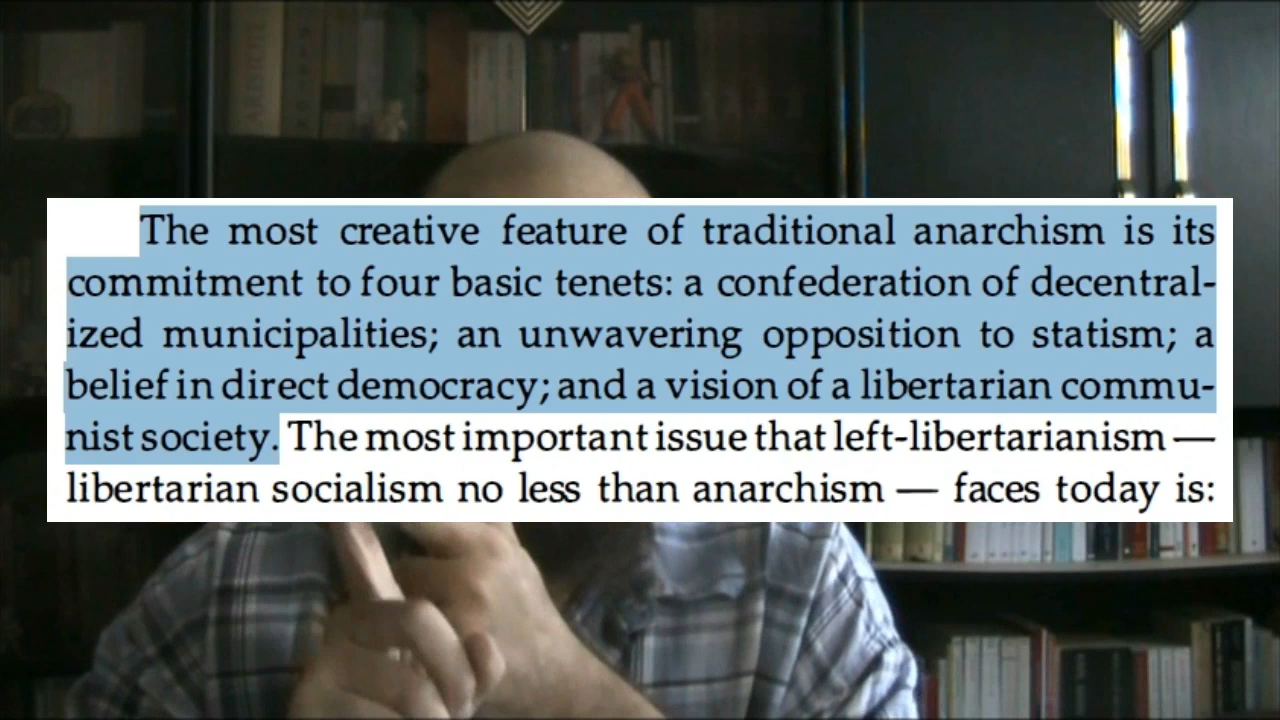 The most creative feature of traditional anarchism is its
commitment to four basic tenets: a confederation of decentral-
ized municipalities; an unwavering opposition to statism; a
belief in direct democracy; and a vision of a libertarian commu-
nist society. The most important issue that left-libertarianism —
libertarian socialism no less than anarchism — faces today is: